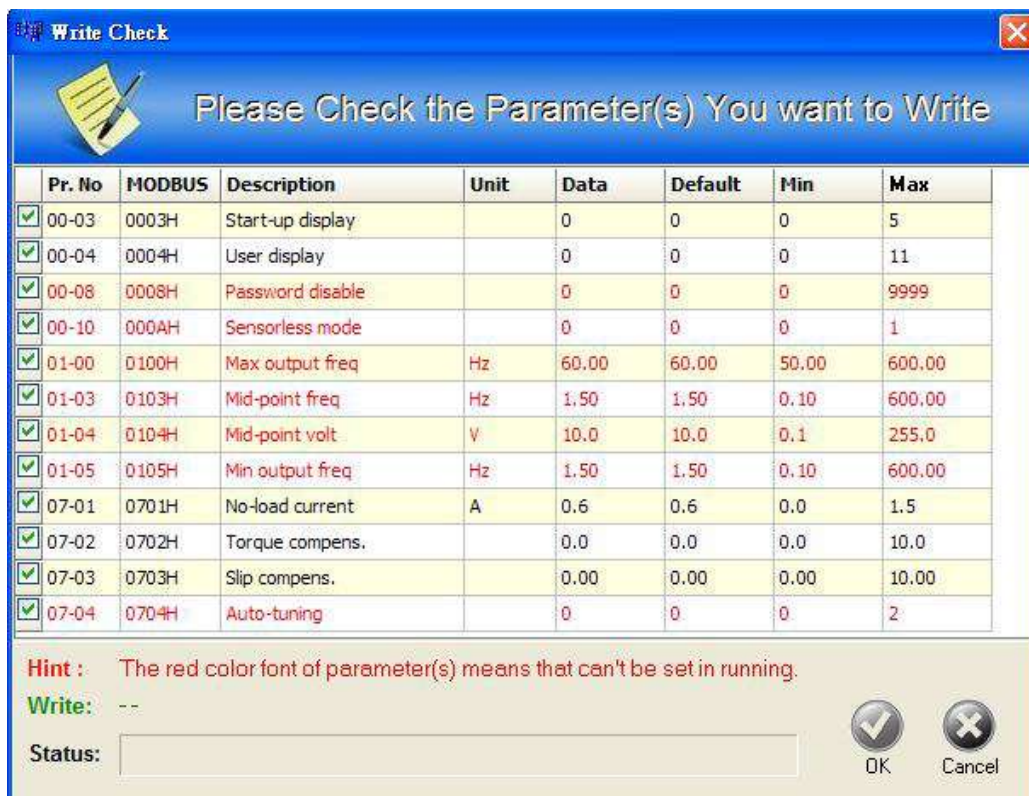 Write Check
Please Check the Parameter(s) You want to Write
Pr. No MODBUS Description Unit Data Default Min Max
00-03 0003H Start-up display 0 0 0 5
00-04 0004H User display 0 0 0 11
00-08 0008H Password disable 0 0 0 9999
00-10 000AH Sensorless mode 0 0 0 1
01-00 0100H Max output freq Hz 60.00 60.00 50.00 600.00
01-03 0103H Mid-point freq Hz 1.50 1.50 0.10 600.00
01-04 0104H Mid-point volt V 10.0 10.0 0.1 255.0
01-05 0105H Min output freq Hz 1.50 1.50 0.10 600.00
07-01 0701H No-load current A 0.6 0.6 0.0 1.5
07-02 0702H Torque compens. 0.0 0.0 0.0 10.0
07-03 0703H Slip compens. 0.00 0.00 0.00 10.00
07-04 0704H Auto-tuning 0 0 0 2
Hint : The red color font of parameter(s) means that can't be set in running.
Write: --
Status:
OK Cancel